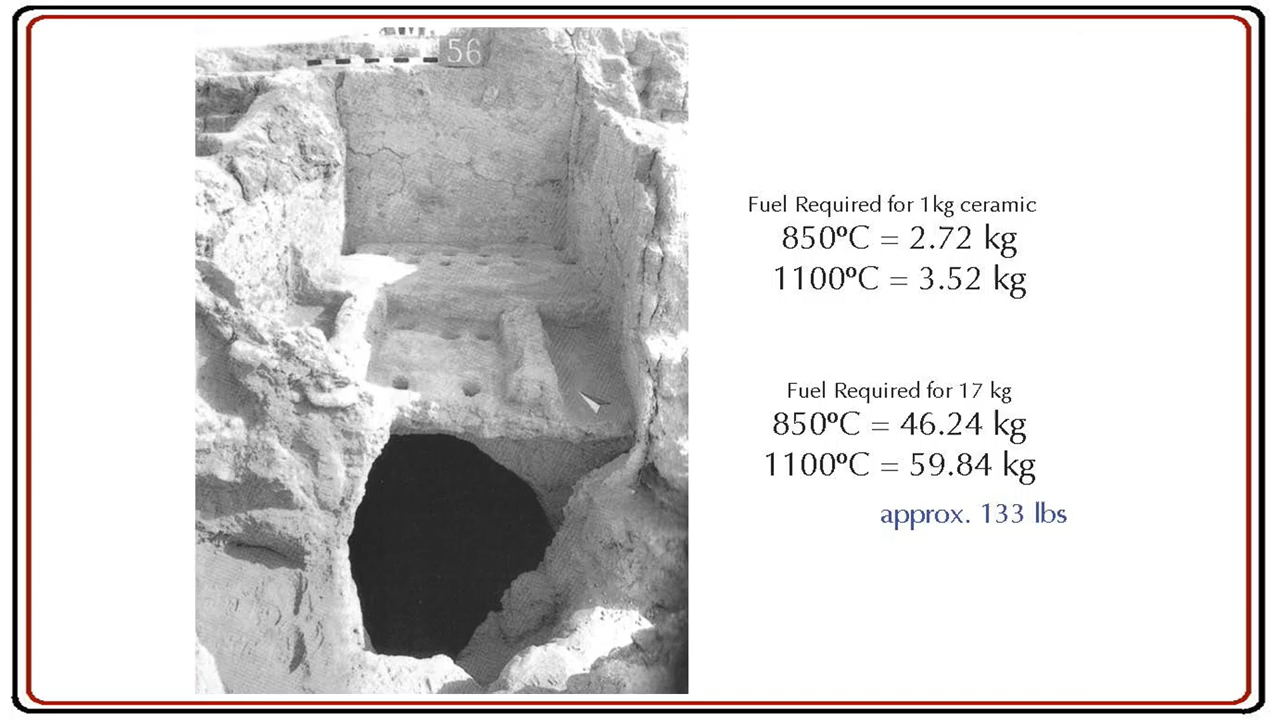 56
Fuel Required for 1kg ceramic
850ºC = 2.72 kg
1100ºC = 3.52 kg
Fuel Required for 17 kg
850ºC = 46.24 kg
1100ºC = 59.84 kg
approx. 133 lbs